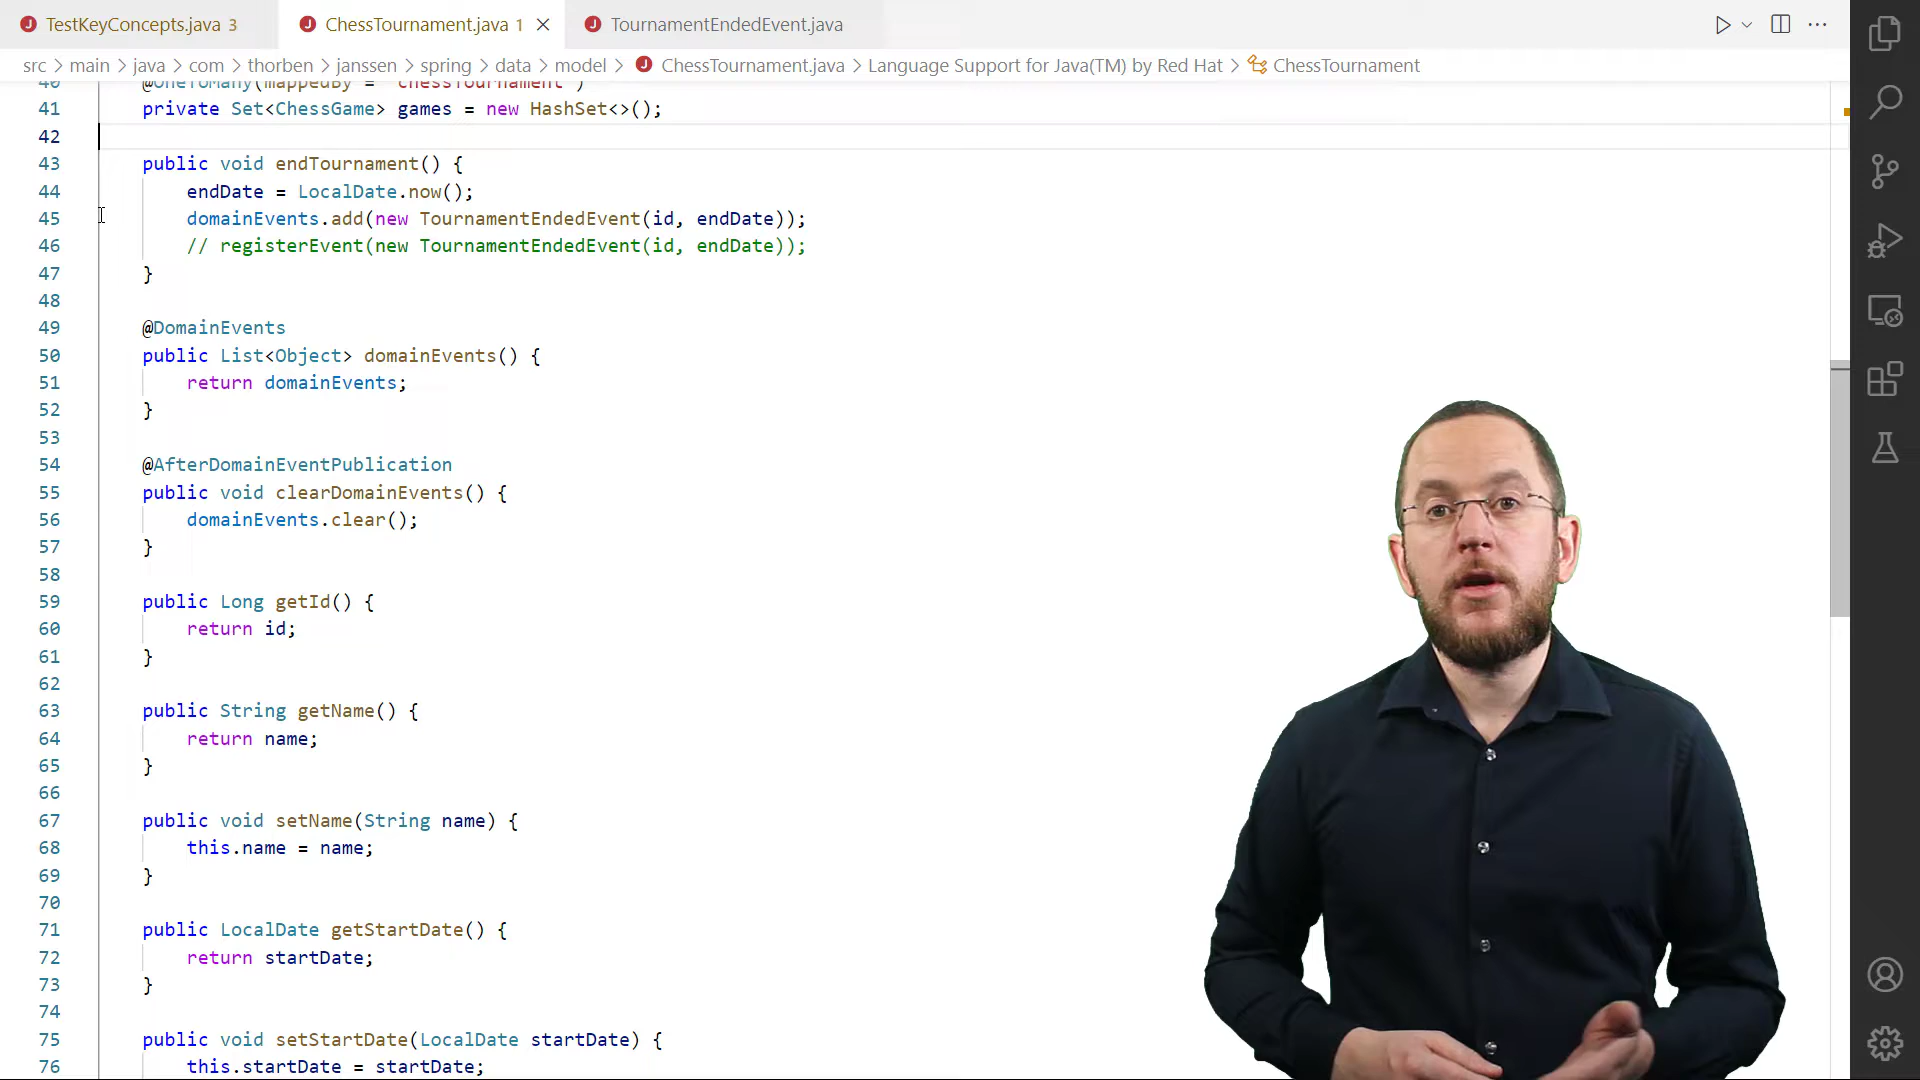 TestKeyConcepts.java 3
ChessTournament.java 1
TournamentEndedEvent.java
src > main > java > com > thorben > janssen > spring > data > model > ChessTournament.java > Language Support for Java(TM) by Red Hat > ChessTournament
40 @OneToMany(mappedBy = "chessTournament")
41 private Set<ChessGame> games = new HashSet<>();
42
43 public void endTournament() {
44 endDate = LocalDate.now();
45 domainEvents.add(new TournamentEndedEvent(id, endDate));
46 // registerEvent(new TournamentEndedEvent(id, endDate));
47 }
48
49 @DomainEvents
50 public List<Object> domainEvents() {
51 return domainEvents;
52 }
53
54 @AfterDomainEventPublication
55 public void clearDomainEvents() {
56 domainEvents.clear();
57 }
58
59 public Long getId() {
60 return id;
61 }
62
63 public String getName() {
64 return name;
65 }
66
67 public void setName(String name) {
68 this.name = name;
69 }
70
71 public LocalDate getStartDate() {
72 return startDate;
73 }
74
75 public void setStartDate(LocalDate startDate) {
76 this.startDate = startDate;